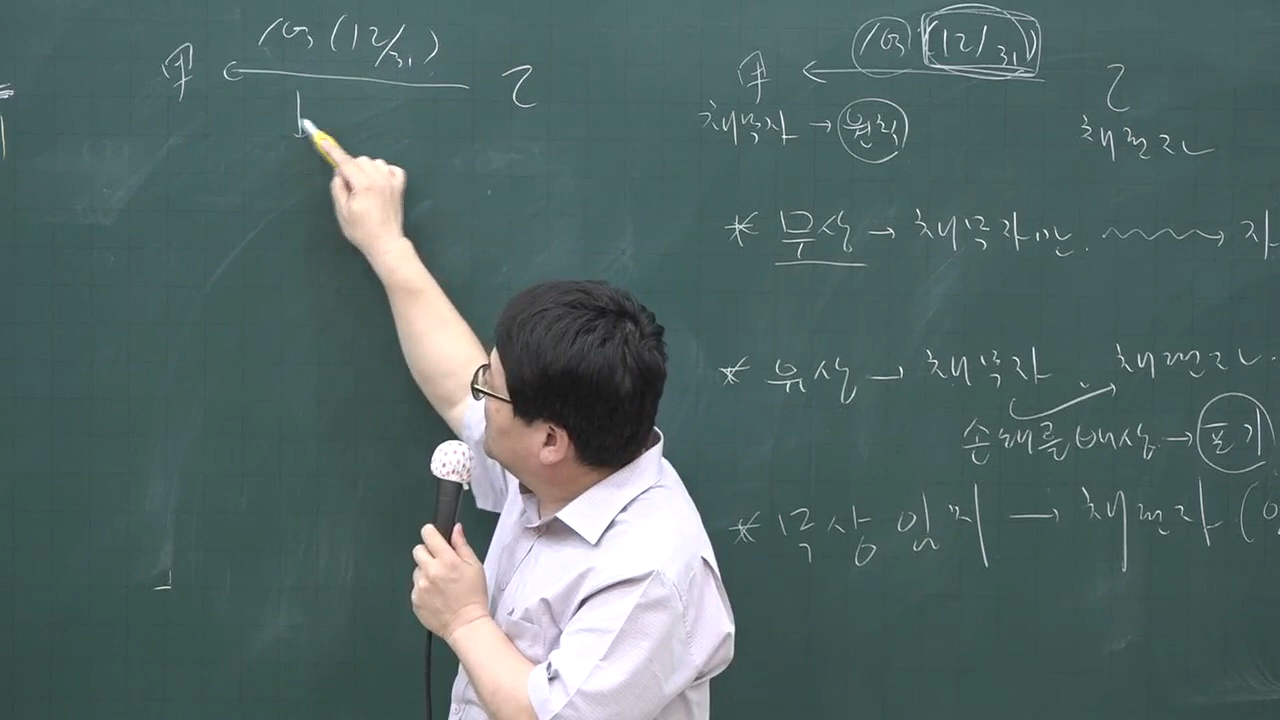 甲 ← 1억 (12/31) 乙
甲 ← 1억 (12/31) 乙
채무자 → 원칙 채권자
* 무상 → 채무자만
* 유상 → 채무자 채권자
손해를 배상 → 포기
* 무상 임치 → 채권자 (